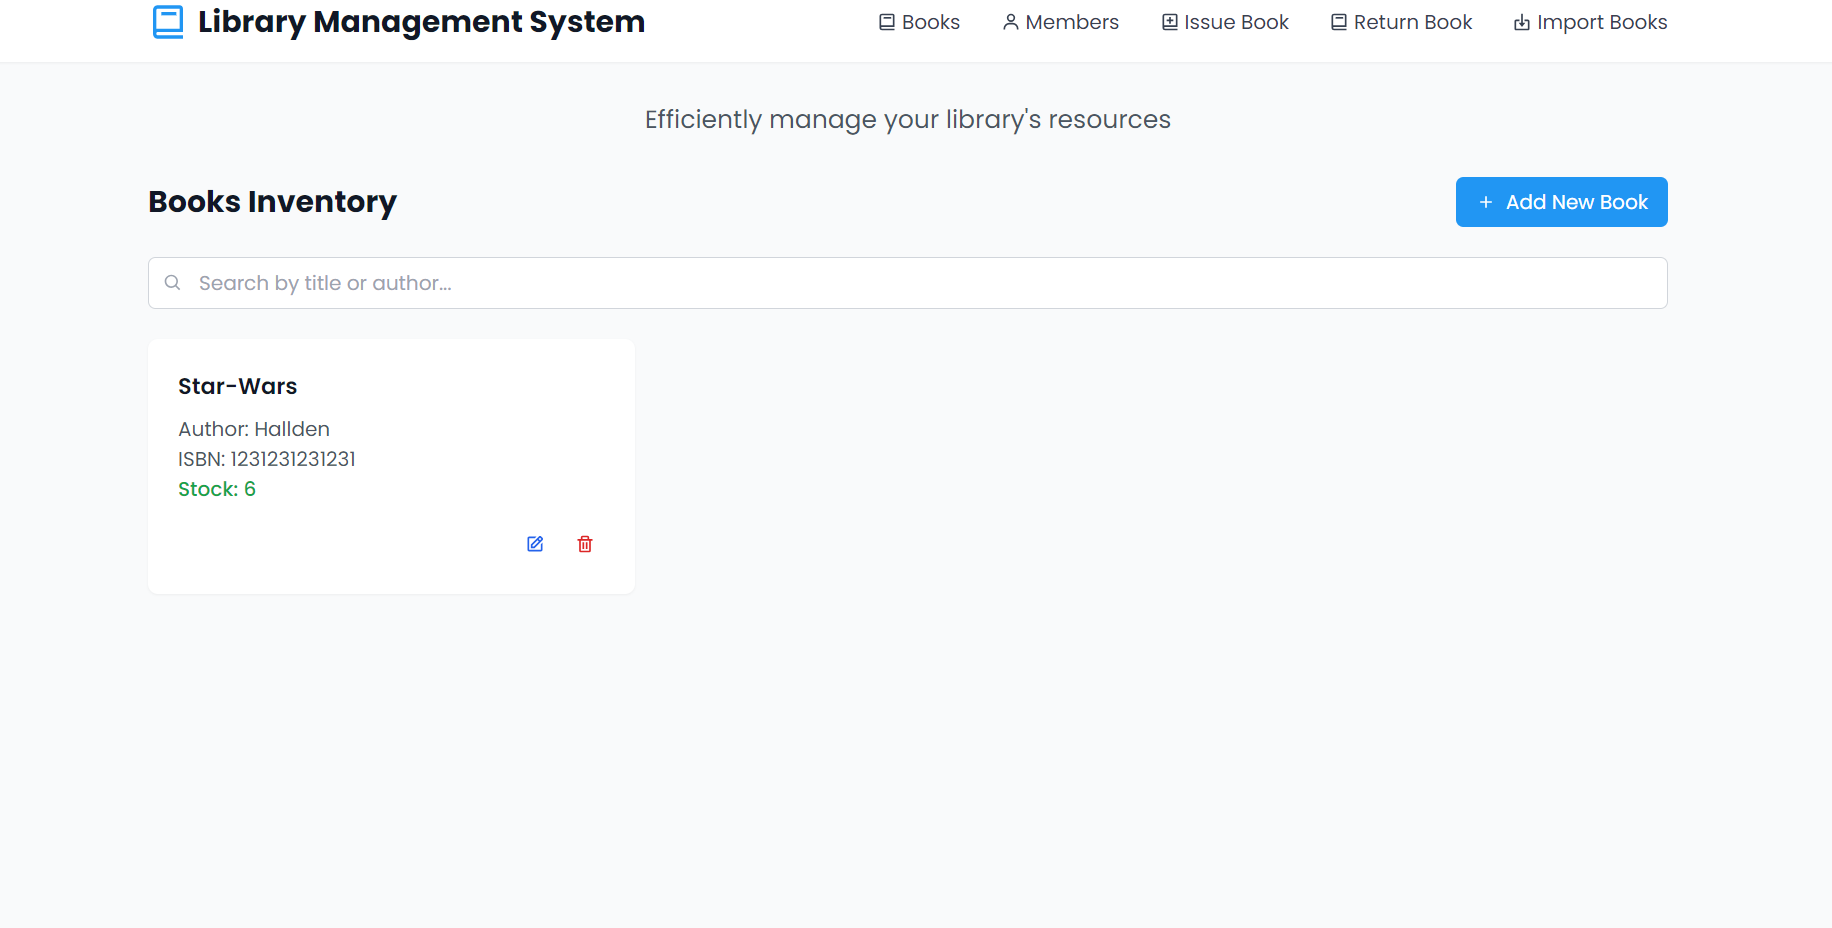 Library Management System
Books Members Issue Book Return Book Import Books
Efficiently manage your library's resources
Books Inventory
+ Add New Book
Search by title or author...
Star-Wars
Author: Hallden
ISBN: 1231231231231
Stock: 6